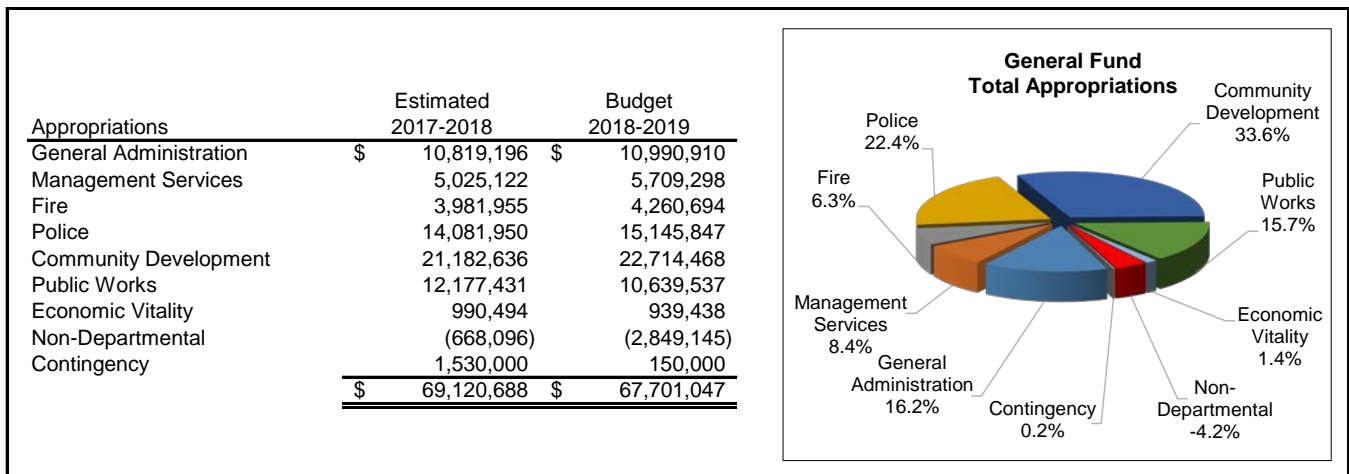 Estimated Budget
Appropriations 2017-2018 2018-2019
General Administration $ 10,819,196 $ 10,990,910
Management Services 5,025,122 5,709,298
Fire 3,981,955 4,260,694
Police 14,081,950 15,145,847
Community Development 21,182,636 22,714,468
Public Works 12,177,431 10,639,537
Economic Vitality 990,494 939,438
Non-Departmental (668,096) (2,849,145)
Contingency 1,530,000 150,000
$ 69,120,688 $ 67,701,047
General Fund
Total Appropriations
Community
Development
33.6%
Police
22.4%
Fire
6.3%
Public
Works
15.7%
Management
Services
8.4%
Economic
Vitality
1.4%
General
Administration
16.2%
Contingency
0.2%
Non-
Departmental
-4.2%